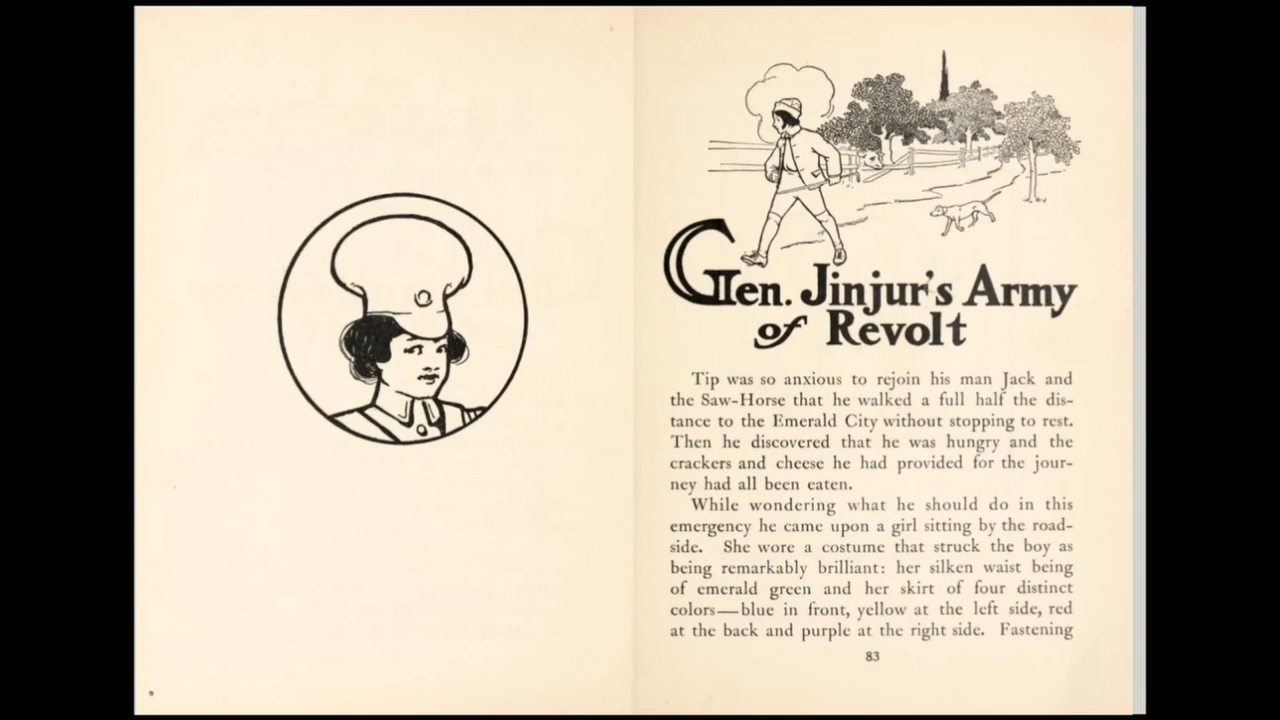 Gen. Jinjur's Army
of Revolt
Tip was so anxious to rejoin his man Jack and
the Saw-Horse that he walked a full half the dis-
tance to the Emerald City without stopping to rest.
Then he discovered that he was hungry and the
crackers and cheese he had provided for the jour-
ney had all been eaten.
While wondering what he should do in this
emergency he came upon a girl sitting by the road-
side. She wore a costume that struck the boy as
being remarkably brilliant: her silken waist being
of emerald green and her skirt of four distinct
colors—blue in front, yellow at the left side, red
at the back and purple at the right side. Fastening
83